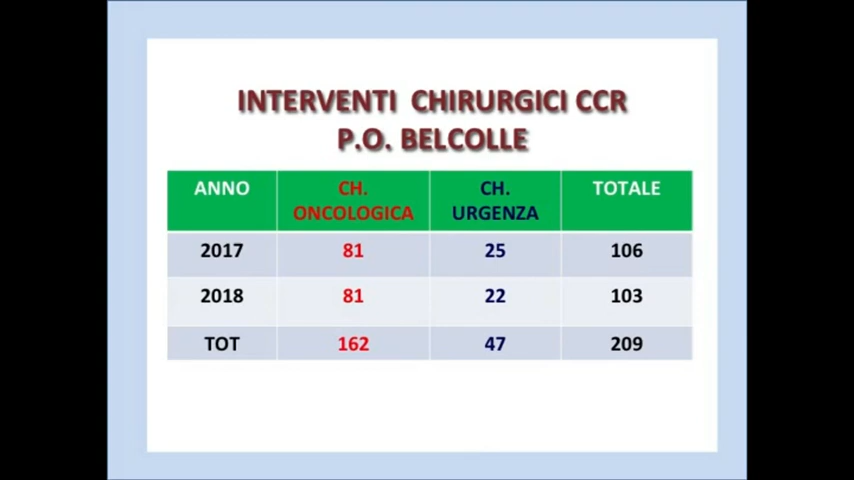 INTERVENTI CHIRURGICI CCR
P.O. BELCOLLE
ANNO CH. ONCOLOGICA CH. URGENZA TOTALE
2017 81 25 106
2018 81 22 103
TOT 162 47 209